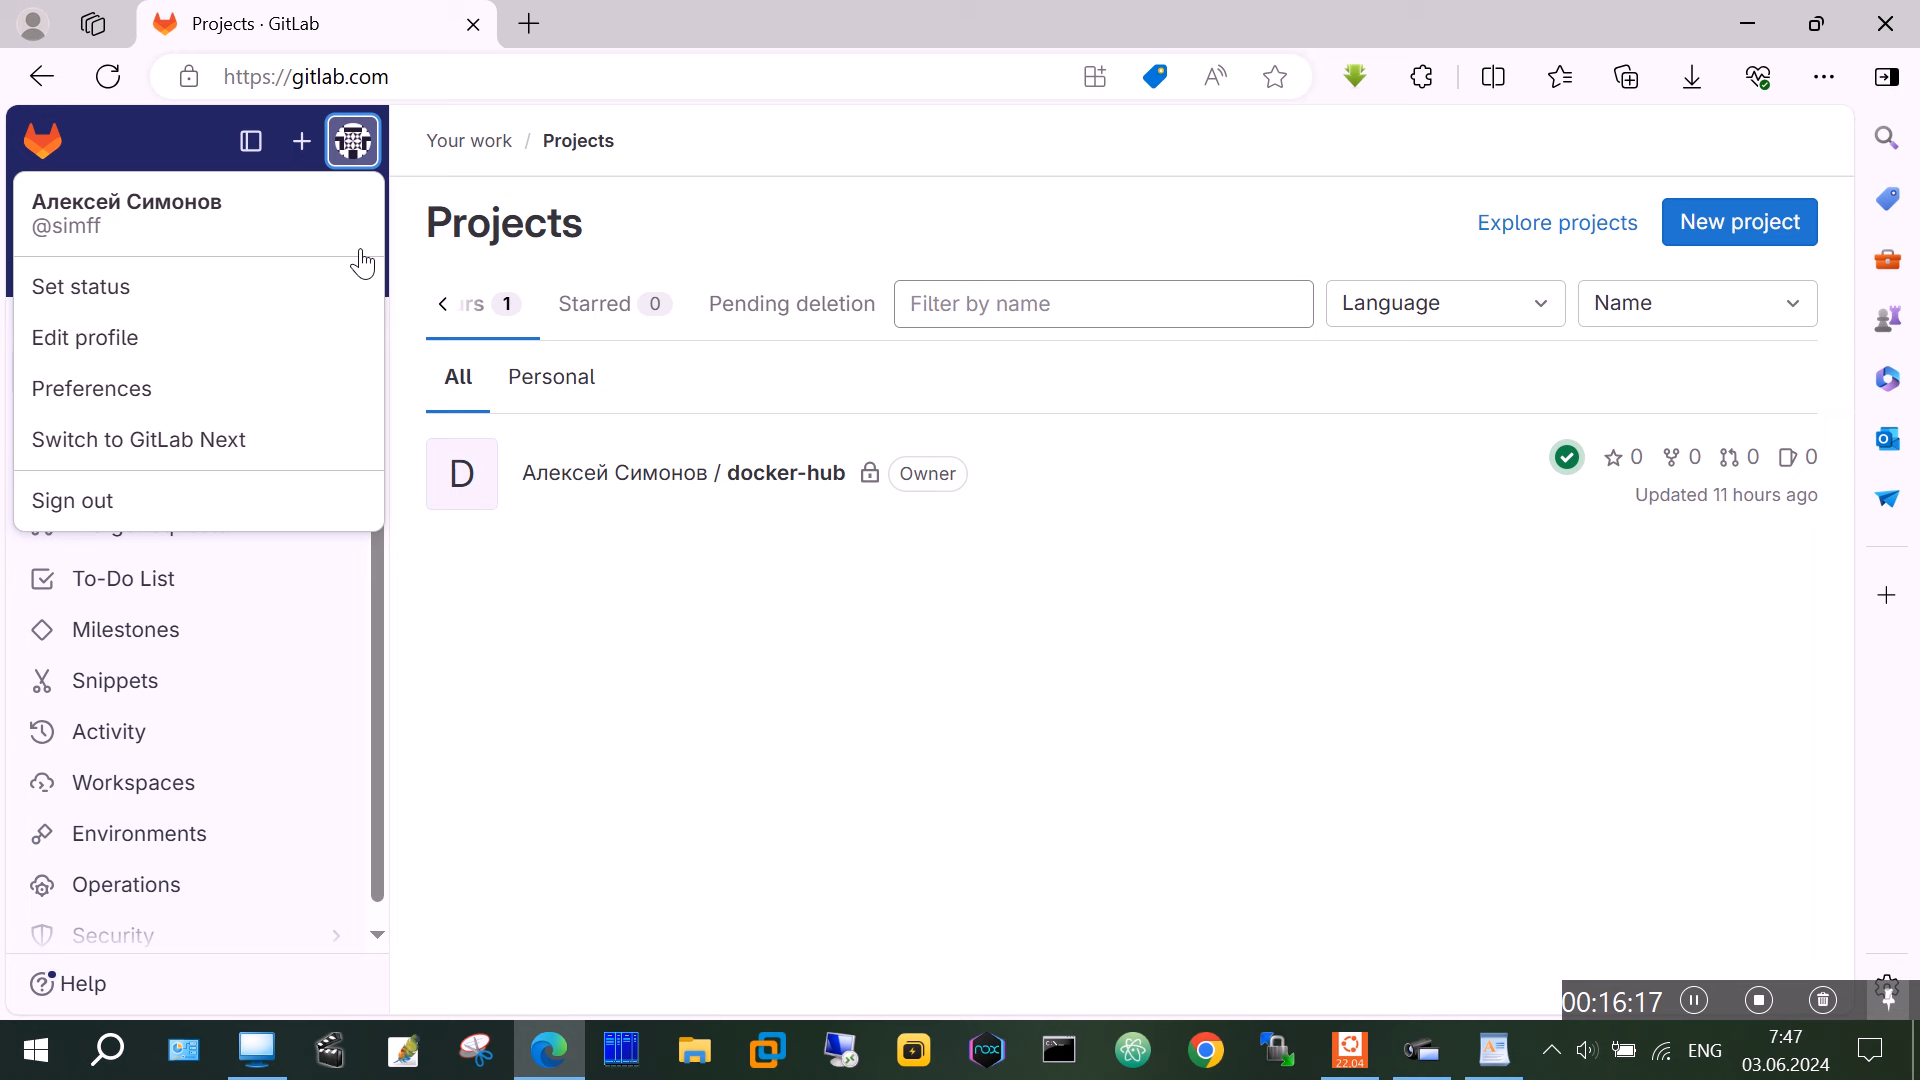 Projects · GitLab
https://gitlab.com
Your work / Projects
Алексей Симонов
@simff
Set status
Edit profile
Preferences
Switch to GitLab Next
Sign out
To-Do List
Milestones
Snippets
Activity
Workspaces
Environments
Operations
Security
Help
Projects
Explore projects
New project
1
Starred 0
Pending deletion
Filter by name
Language
Name
All
Personal
D
Алексей Симонов / docker-hub
Owner
0 0 0 0
Updated 11 hours ago
00:16:17
nox
22.04
ENG
7:47
03.06.2024